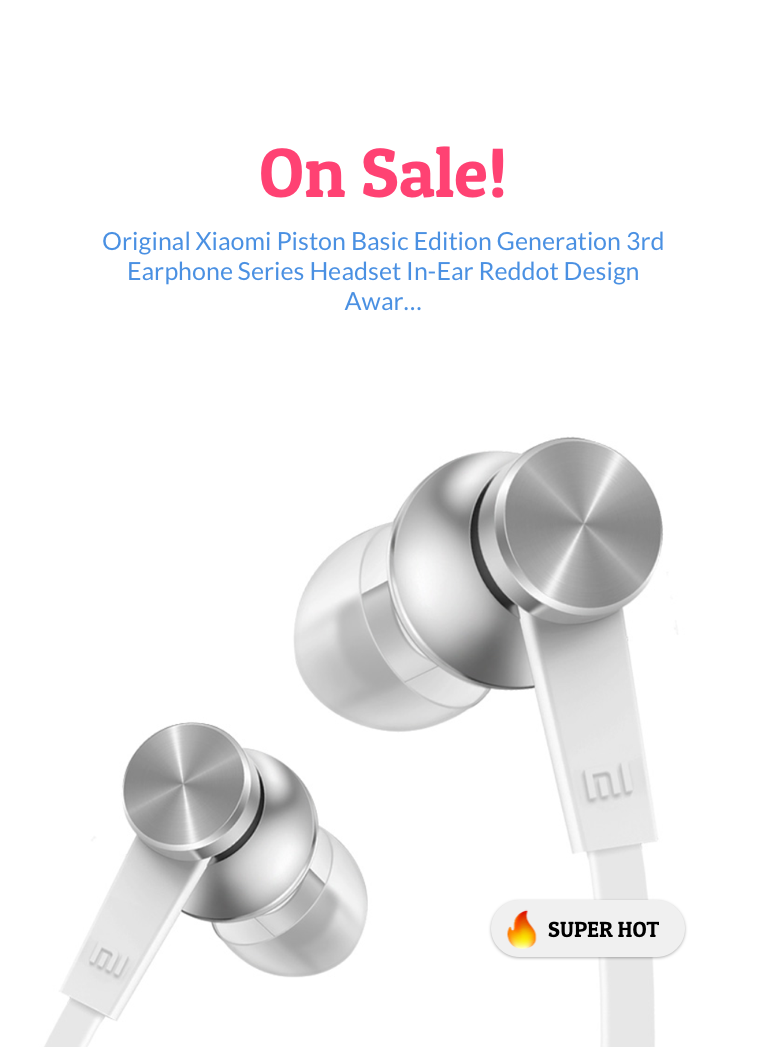 On Sale!
Original Xiaomi Piston Basic Edition Generation 3rd
Earphone Series Headset In-Ear Reddot Design
Awar...
mi
mi
SUPER HOT